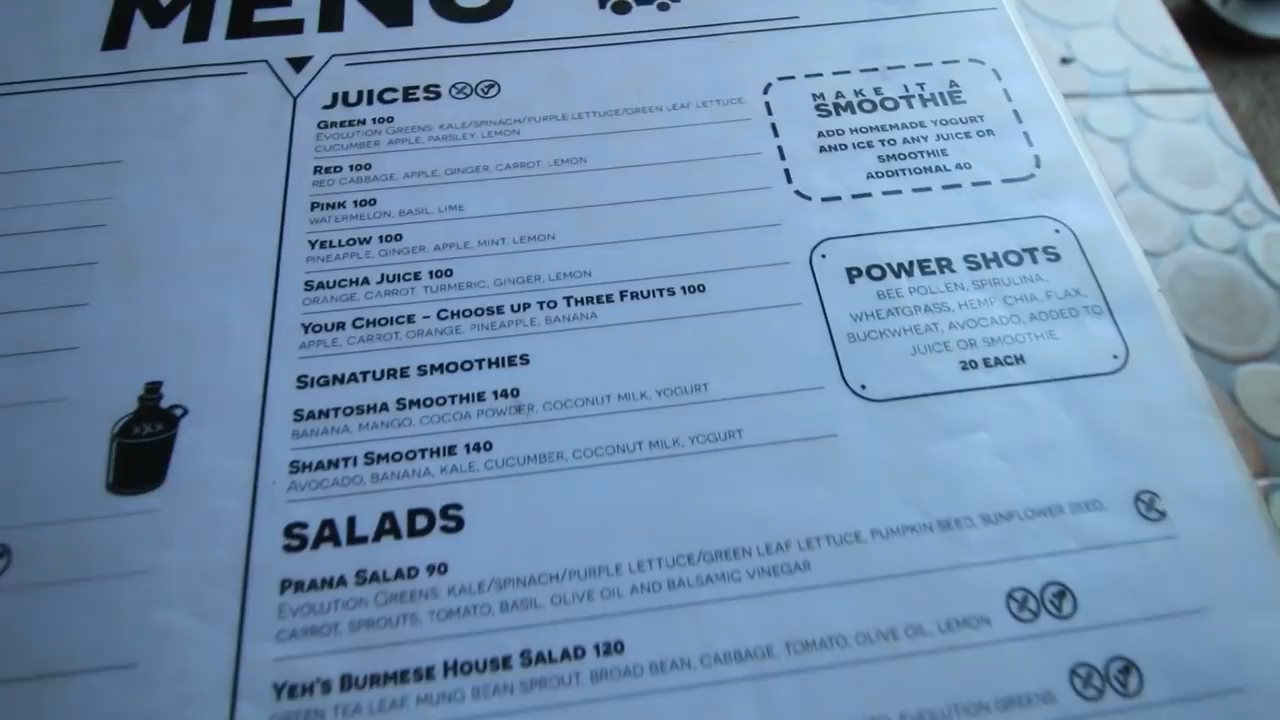 MENU
JUICES
GREEN 100
EVOLUTION GREENS: KALE/SPINACH/PURPLE LETTUCE/GREEN LEAF LETTUCE,
CUCUMBER, APPLE, PARSLEY, LEMON
RED 100
RED CABBAGE, APPLE, GINGER, CARROT, LEMON
PINK 100
WATERMELON, BASIL, LIME
YELLOW 100
PINEAPPLE, GINGER, APPLE, MINT, LEMON
SAUCHA JUICE 100
ORANGE, CARROT, TURMERIC, GINGER, LEMON
YOUR CHOICE – CHOOSE UP TO THREE FRUITS 100
APPLE, CARROT, ORANGE, PINEAPPLE, BANANA
SIGNATURE SMOOTHIES
SANTOSHA SMOOTHIE 140
BANANA, MANGO, COCOA POWDER, COCONUT MILK, YOGURT
SHANTI SMOOTHIE 140
AVOCADO, BANANA, KALE, CUCUMBER, COCONUT MILK, YOGURT
MAKE IT A
SMOOTHIE
ADD HOMEMADE YOGURT
AND ICE TO ANY JUICE OR
SMOOTHIE
ADDITIONAL 40
POWER SHOTS
BEE POLLEN, SPIRULINA,
WHEATGRASS, HEMP, CHIA, FLAX,
BUCKWHEAT, AVOCADO, ADDED TO
JUICE OR SMOOTHIE
20 EACH
XXX
SALADS
PRANA SALAD 90
EVOLUTION GREENS: KALE/SPINACH/PURPLE LETTUCE/GREEN LEAF LETTUCE, PUMPKIN SEED, SUNFLOWER SEED,
CARROT, SPROUTS, TOMATO, BASIL, OLIVE OIL AND BALSAMIC VINEGAR
YEH'S BURMESE HOUSE SALAD 120
GREEN TEA LEAF, MUNG BEAN SPROUT, BROAD BEAN, CABBAGE, TOMATO, OLIVE OIL, LEMON
EVOLUTION GREENS